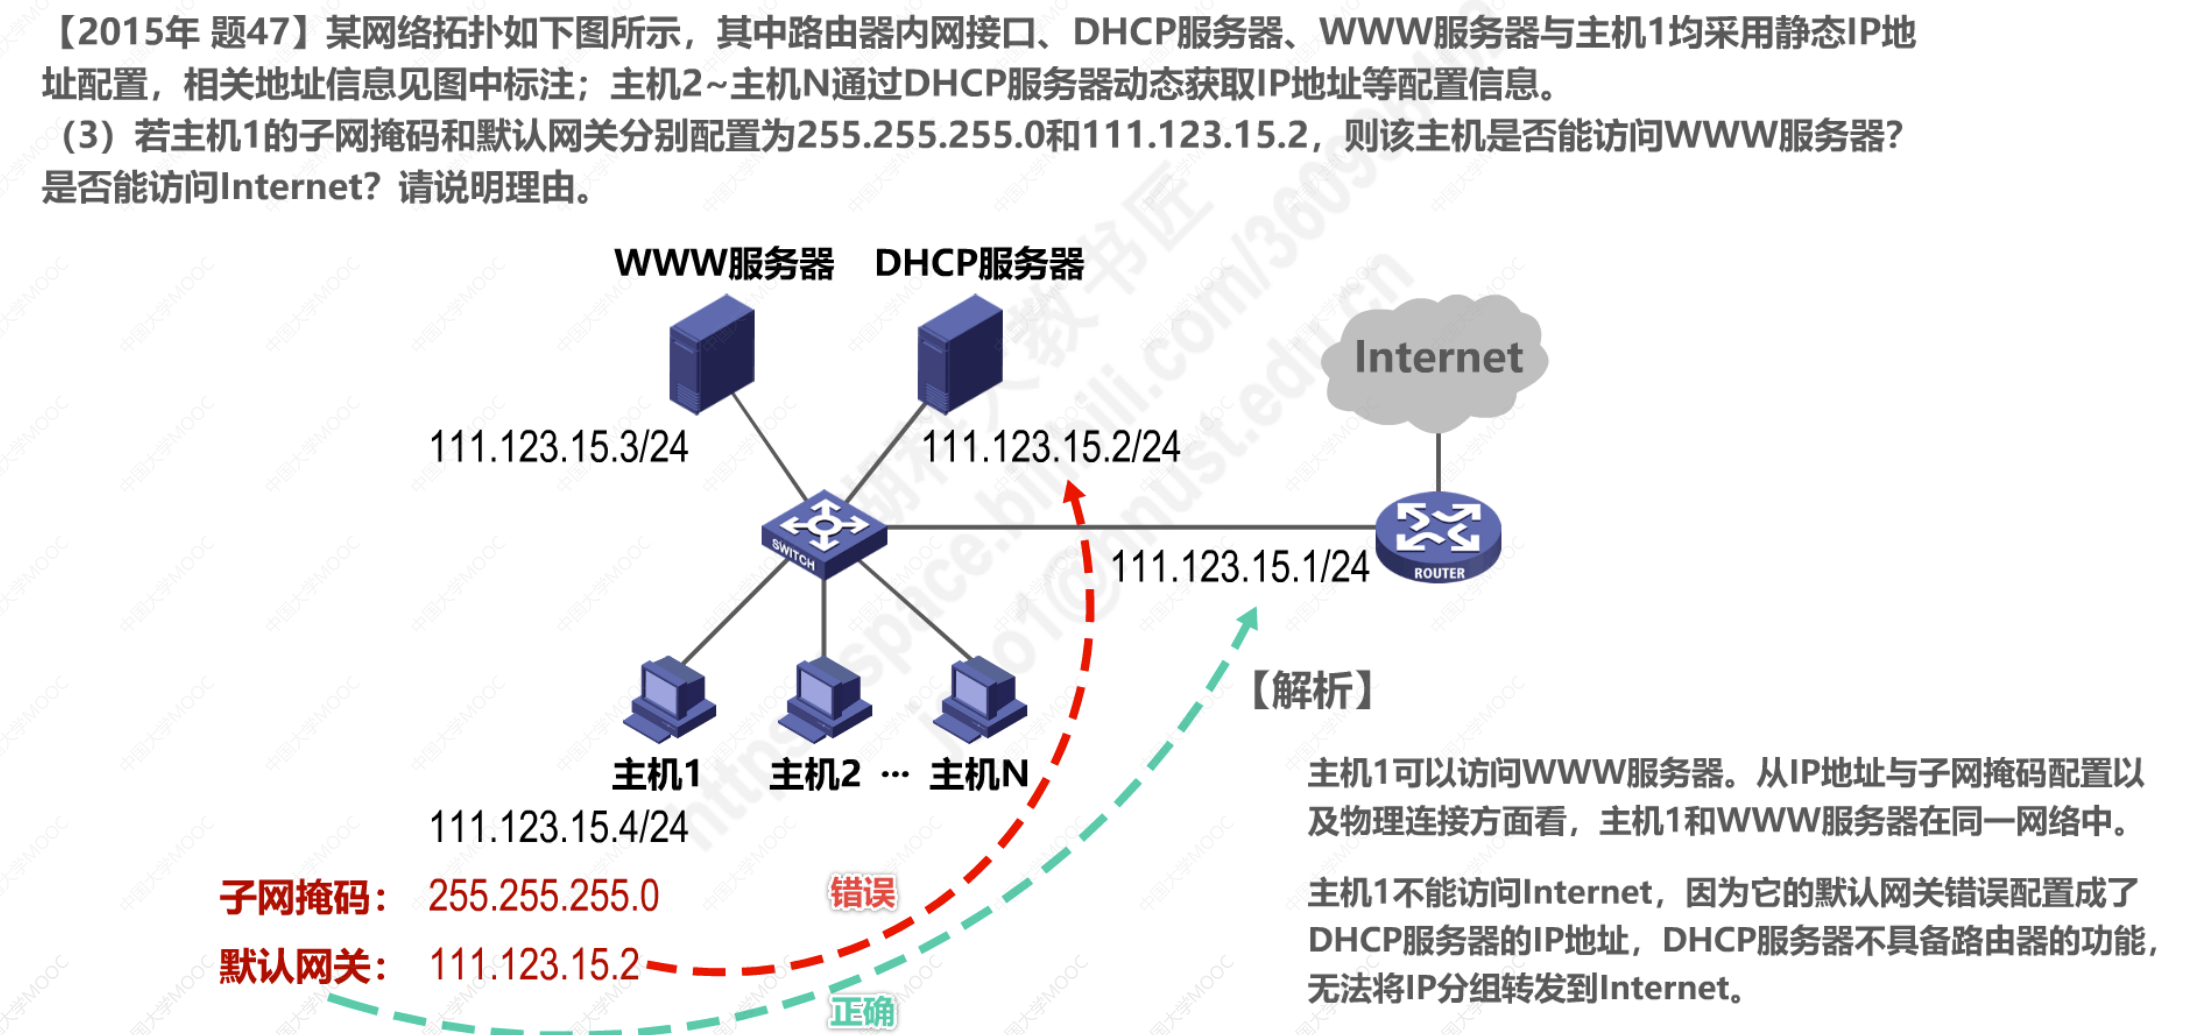 【2015年 题47】某网络拓扑如下图所示，其中路由器内网接口、DHCP服务器、WWW服务器与主机1均采用静态IP地
址配置，相关地址信息见图中标注；主机2~主机N通过DHCP服务器动态获取IP地址等配置信息。
（3）若主机1的子网掩码和默认网关分别配置为255.255.255.0和111.123.15.2，则该主机是否能访问WWW服务器？
是否能访问Internet？请说明理由。
WWW服务器 DHCP服务器
Internet
111.123.15.3/24
111.123.15.2/24
SWITCH
111.123.15.1/24
ROUTER
【解析】
主机1 主机2 ··· 主机N
主机1可以访问WWW服务器。从IP地址与子网掩码配置以
及物理连接方面看，主机1和WWW服务器在同一网络中。
111.123.15.4/24
子网掩码： 255.255.255.0
错误
默认网关： 111.123.15.2
正确
主机1不能访问Internet，因为它的默认网关错误配置成了
DHCP服务器的IP地址，DHCP服务器不具备路由器的功能，
无法将IP分组转发到Internet。
中国大学MOOC